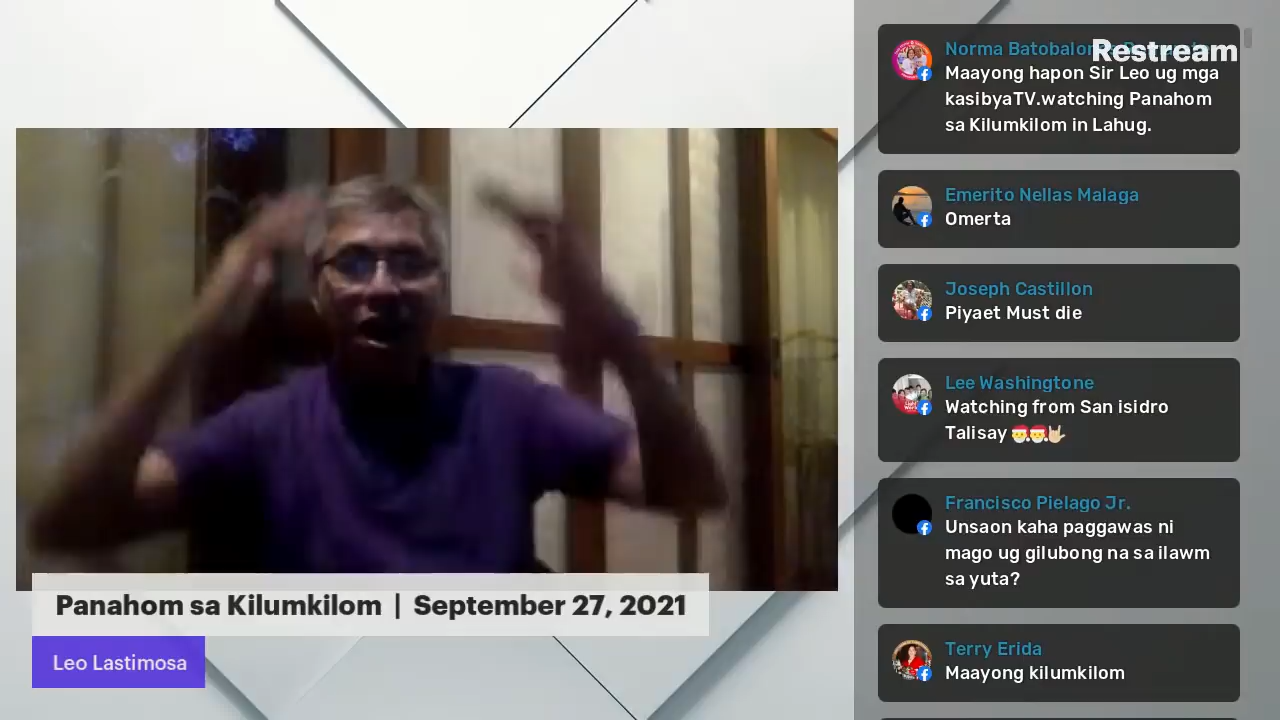 Restream
Panahom sa Kilumkilom | September 27, 2021
Leo Lastimosa
Norma Batobalon
Maayong hapon Sir Leo ug mga
kasibyaTV.watching Panahom
sa Kilumkilom in Lahug.
Emerito Nellas Malaga
Omerta
Joseph Castillon
Piyaet Must die
Lee Washingtone
Watching from San isidro
Talisay 🎅🎅🤟
Francisco Pielago Jr.
Unsaon kaha paggawas ni
mago ug gilubong na sa ilawm
sa yuta?
Terry Erida
Maayong kilumkilom